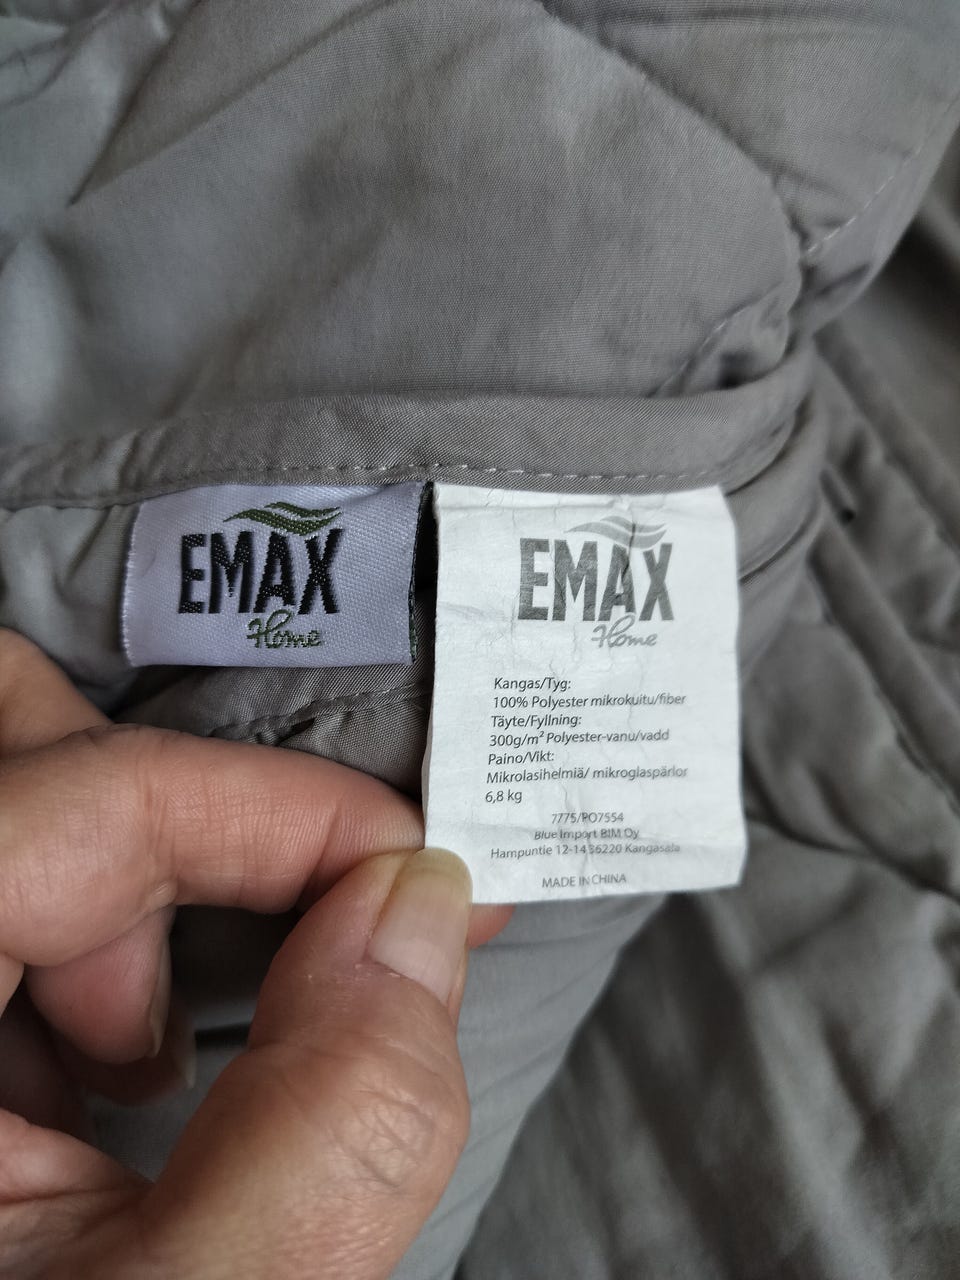 EMAX
Home
EMAX
Home
Kangas/Tyg:
100% Polyester mikrokuitu/fiber
Täyte/Fyllning:
300g/m² Polyester-vanu/vadd
Paino/Vikt:
Mikrolasihelmiä/ mikroglaspärlor
6,8 kg
7775/PO7554
Blue Import BIM Oy
Hampuntie 12-14 36220 Kangasala
MADE IN CHINA